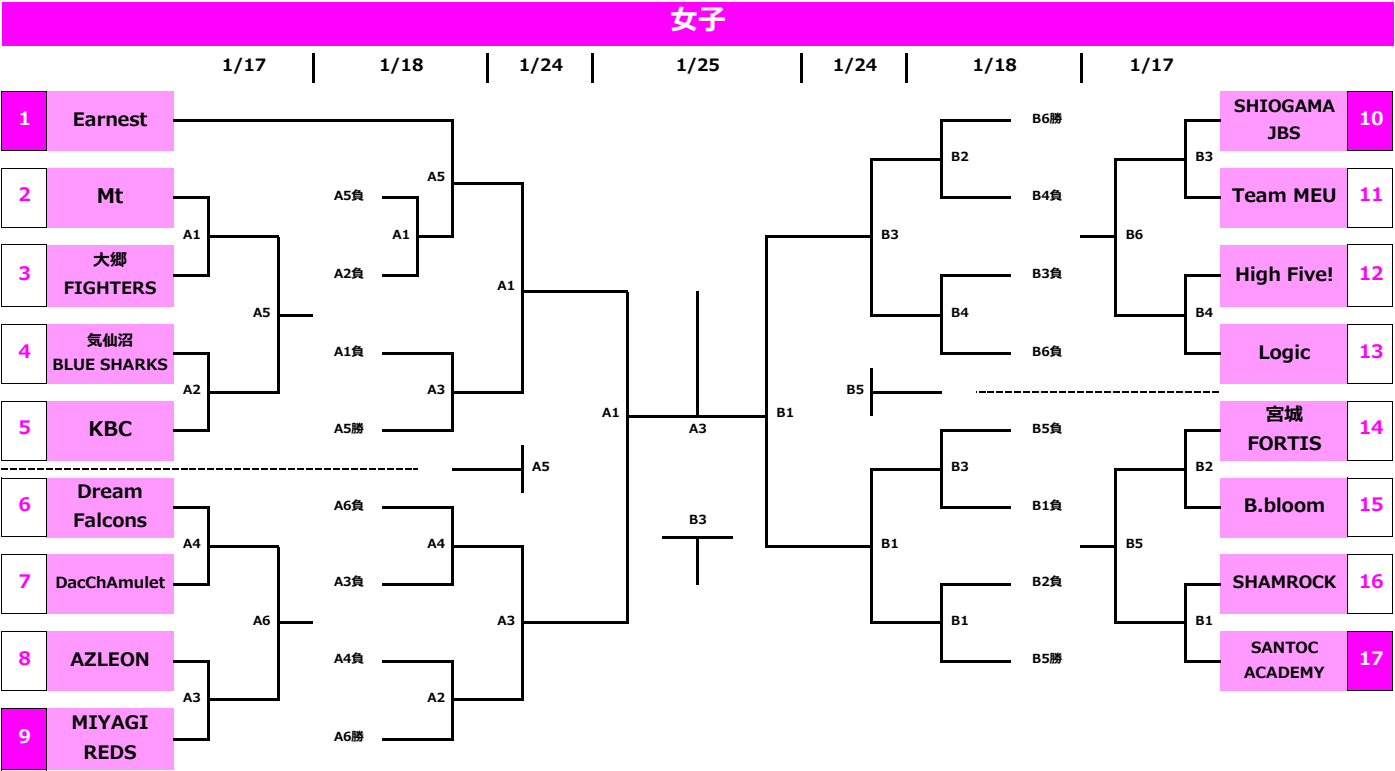 女子
1/17
1/18
1/24
1/25
1/24
1/18
1/17
1
Earnest
2
Mt
3
大郷
FIGHTERS
4
気仙沼
BLUE SHARKS
5
KBC
6
Dream
Falcons
7
DacChAmulet
8
AZLEON
9
MIYAGI
REDS
A1
A2
A4
A3
A5
A6
A5負
A2負
A1負
A5勝
A6負
A3負
A4負
A6勝
A1
A5
A3
A4
A2
A1
A5
A3
A1
A3
B3
B1
B3
B5
B1
B2
B4
B3
B1
B6勝
B4負
B3負
B6負
B5負
B1負
B2負
B5勝
B6
B5
B3
B4
B2
B1
SHIOGAMA
JBS
10
Team MEU
11
High Five!
12
Logic
13
宮城
FORTIS
14
B.bloom
15
SHAMROCK
16
SANTOC
ACADEMY
17